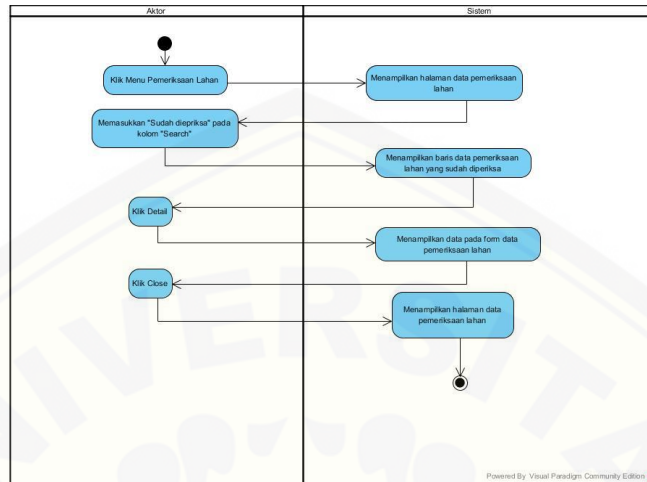 Aktor
Sistem
Klik Menu Pemeriksaan Lahan
Menampilkan halaman data pemeriksaan
lahan
Memasukkan "Sudah diepriksa" pada
kolom "Search"
Menampilkan baris data pemeriksaan
lahan yang sudah diperiksa
Klik Detail
Menampilkan data pada form data
pemeriksaan lahan
Klik Close
Menampilkan halaman data
pemeriksaan lahan
UNIVERSITA
Powered By Visual Paradigm Community Edition